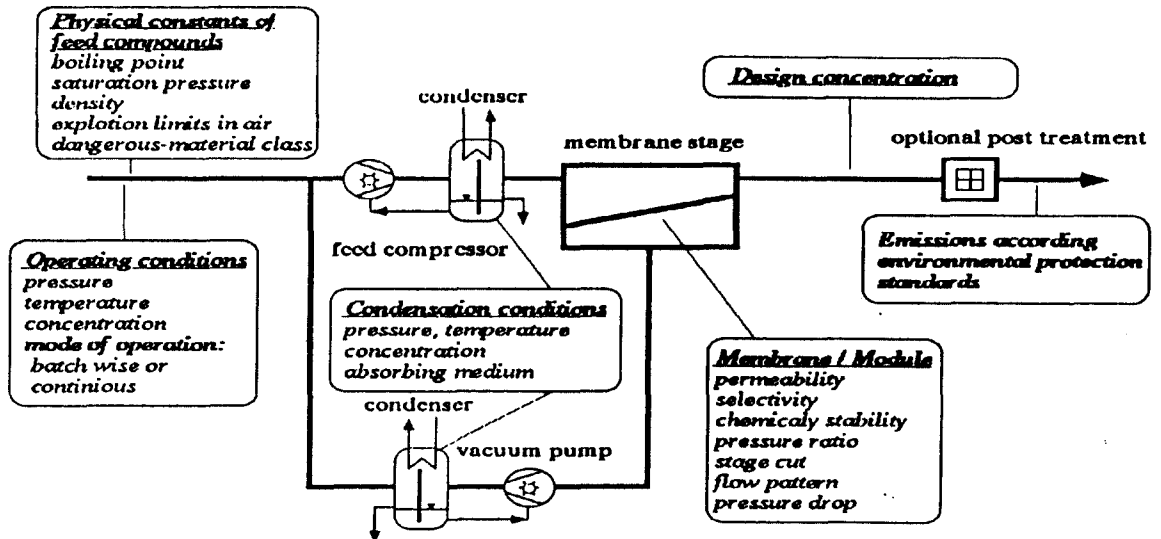 Physical constants of
feed compounds
boiling point
saturation pressure
density
explotion limits in air
dangerous-material class
condenser
Design concentration
membrane stage
optional post treatment
feed compressor
Operating conditions
pressure
temperature
concentration
mode of operation:
batch wise or
continious
Condensation conditions
pressure, temperature
concentration
absorbing medium
Emissions according
environmental protection
standards
Membrane / Module
permeability
selectivity
chemicaly stability
pressure ratio
stage cut
flow pattern
pressure drop
condenser
vacuum pump